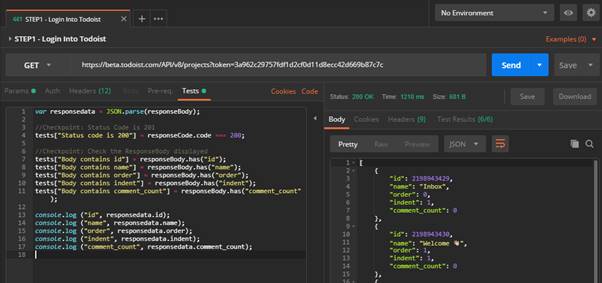 GET STEP1 - Login Into Todoist
No Environment
STEP1 - Login Into Todoist
Examples (0)
GET
https://beta.todoist.com/API/v8/projects?token=3a962c29757fdf1d2cf0d11d8ecc42d669b87c7c
Send
Save
Params
Auth
Headers (12)
Body
Pre-req.
Tests
Cookies
Code
Status: 200 OK
Time: 1210 ms
Size: 681 B
Save
Download
Body
Cookies
Headers (9)
Test Results (6/6)
Pretty
Raw
Preview
JSON
1 var responsedata = JSON.parse(responseBody);
2
3 //Checkpoint: Status Code is 201
4 tests["Status code is 200"] = responseCode.code === 200;
5
6 //Checkpoint: Check the ResponseBody displayed
7 tests["Body contains id"] = responseBody.has("id");
8 tests["Body contains name"] = responseBody.has("name");
9 tests["Body contains order"] = responseBody.has("order");
10 tests["Body contains indent"] = responseBody.has("indent");
11 tests["Body contains comment_count"] = responseBody.has("comment_count"
);
12
13 console.log ("id", responsedata.id);
14 console.log ("name", responsedata.name);
15 console.log ("order", responsedata.order);
16 console.log ("indent", responsedata.indent);
17 console.log ("comment_count", responsedata.comment_count);
18
1 [
2 {
3 "id": 2198943429,
4 "name": "Inbox",
5 "order": 0,
6 "indent": 1,
7 "comment_count": 0
8 },
9 {
10 "id": 2198943430,
11 "name": "Welcome 👋",
12 "order": 1,
13 "indent": 1,
14 "comment_count": 0
15 },
16 {